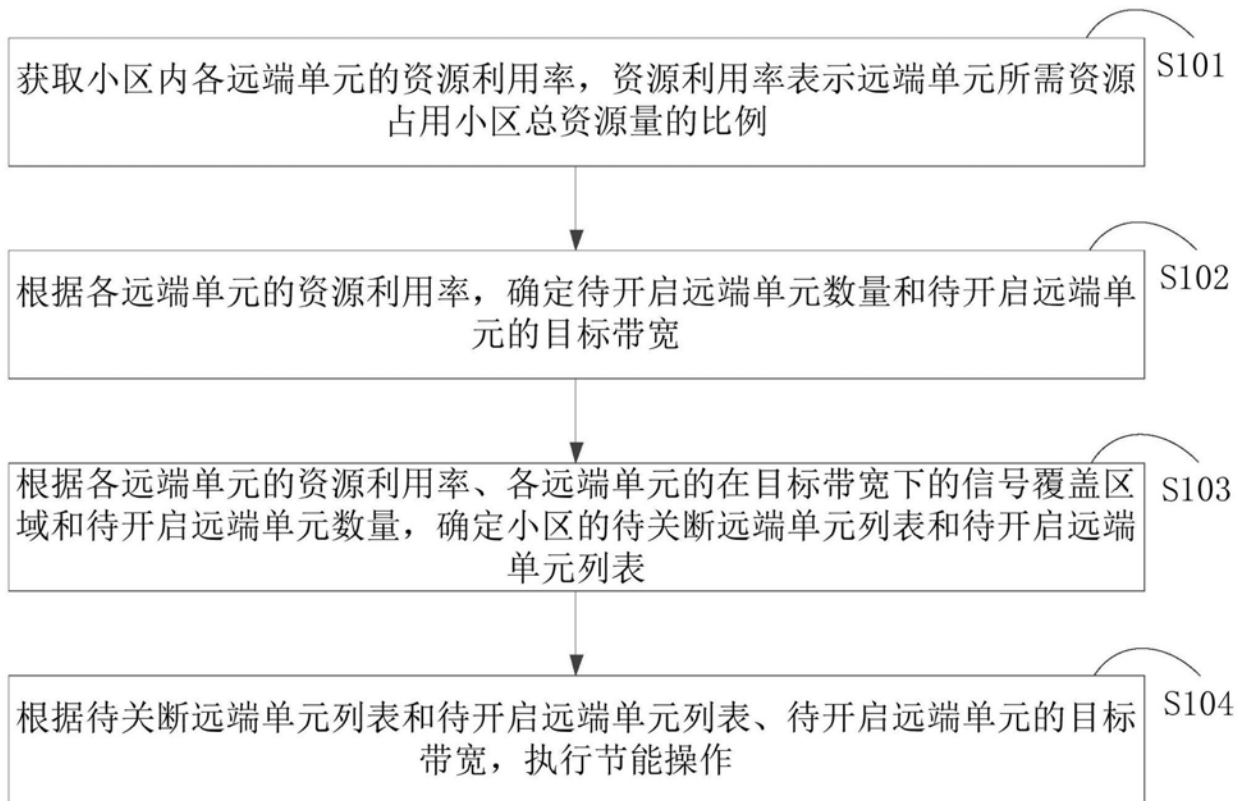 获取小区内各远端单元的资源利用率，资源利用率表示远端单元所需资源
占用小区总资源量的比例
S101
根据各远端单元的资源利用率，确定待开启远端单元数量和待开启远端单
元的目标带宽
S102
根据各远端单元的资源利用率、各远端单元的在目标带宽下的信号覆盖区
域和待开启远端单元数量，确定小区的待关断远端单元列表和待开启远端
单元列表
S103
根据待关断远端单元列表和待开启远端单元列表、待开启远端单元的目标
带宽，执行节能操作
S104